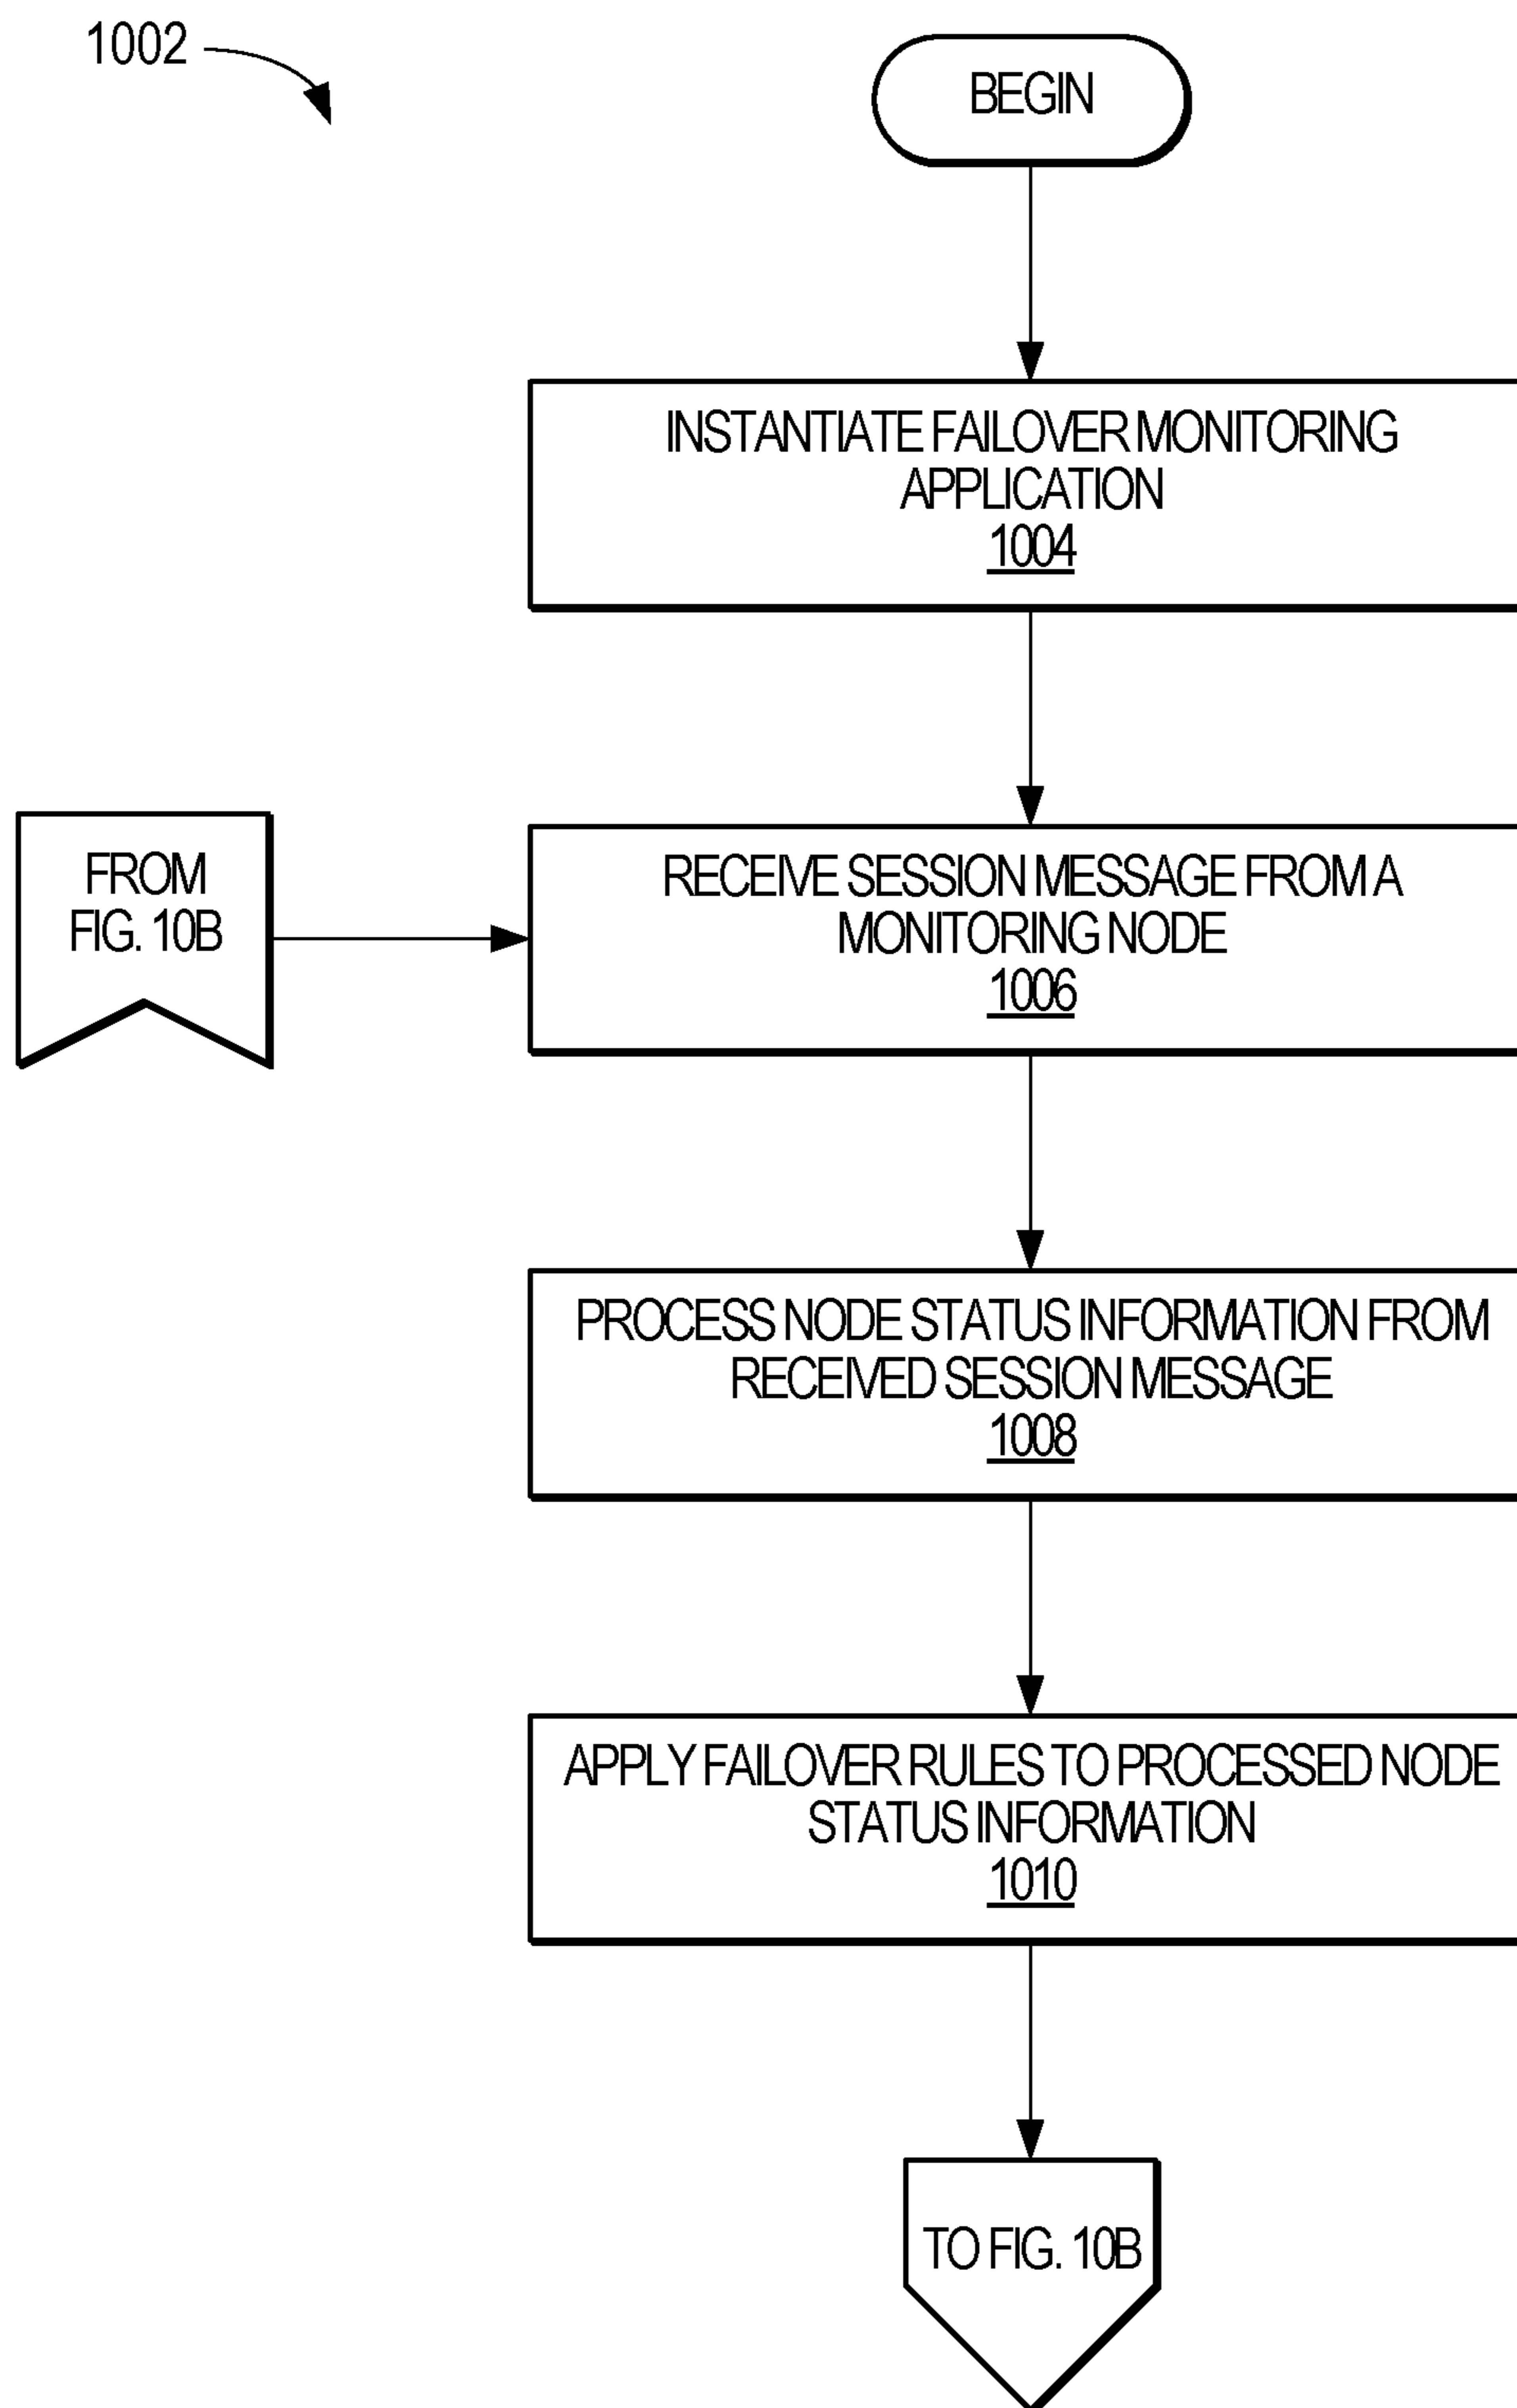 1002
BEGIN
INSTANTIATE FAILOVER MONITORING
APPLICATION
1004
FROM
FIG. 10B
RECEIVE SESSION MESSAGE FROM A
MONITORING NODE
1006
PROCESS NODE STATUS INFORMATION FROM
RECEIVED SESSION MESSAGE
1008
APPLY FAILOVER RULES TO PROCESSED NODE
STATUS INFORMATION
1010
TO FIG. 10B